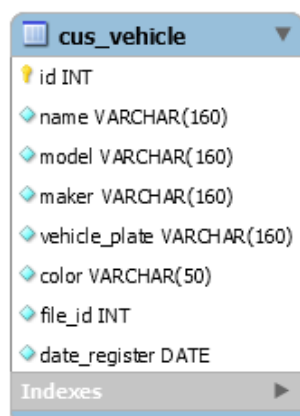 cus_vehicle
id INT
name VARCHAR(160)
model VARCHAR(160)
maker VARCHAR(160)
vehicle_plate VARCHAR(160)
color VARCHAR(50)
file_id INT
date_register DATE
Indexes